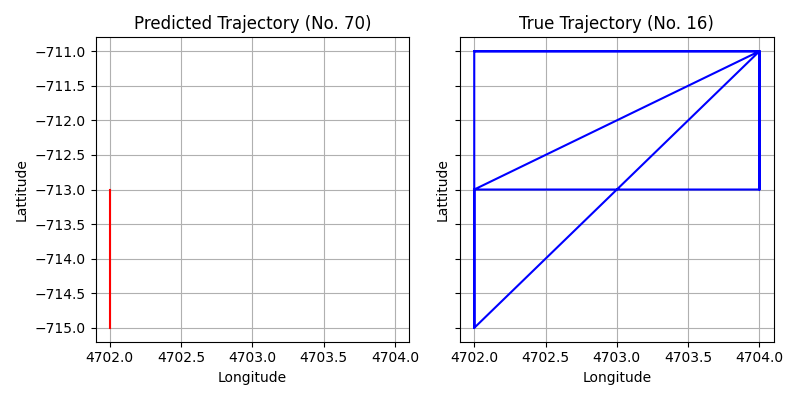 Predicted Trajectory (No. 70)
Lattitude
−711.0
−711.5
−712.0
−712.5
−713.0
−713.5
−714.0
−714.5
−715.0
4702.0 4702.5 4703.0 4703.5 4704.0
Longitude
True Trajectory (No. 16)
Lattitude
4702.0 4702.5 4703.0 4703.5 4704.0
Longitude